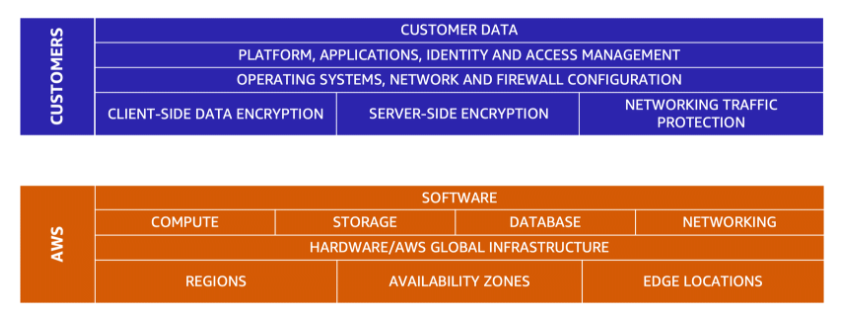 CUSTOMERS
CUSTOMER DATA
PLATFORM, APPLICATIONS, IDENTITY AND ACCESS MANAGEMENT
OPERATING SYSTEMS, NETWORK AND FIREWALL CONFIGURATION
CLIENT-SIDE DATA ENCRYPTION
SERVER-SIDE ENCRYPTION
NETWORKING TRAFFIC
PROTECTION
AWS
SOFTWARE
COMPUTE
STORAGE
DATABASE
NETWORKING
HARDWARE/AWS GLOBAL INFRASTRUCTURE
REGIONS
AVAILABILITY ZONES
EDGE LOCATIONS